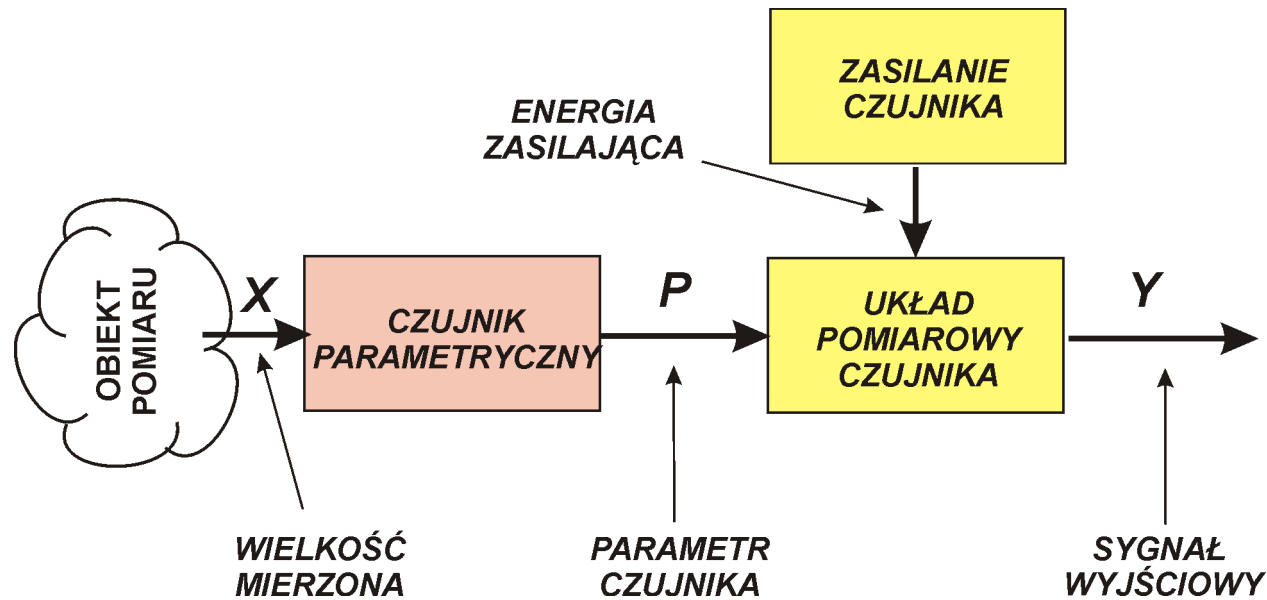 ZASILANIE
CZUJNIKA
ENERGIA
ZASILAJĄCA
OBIEKT
POMIARU
X
CZUJNIK
PARAMETRYCZNY
P
UKŁAD
POMIAROWY
CZUJNIKA
Y
WIELKOŚĆ
MIERZONA
PARAMETR
CZUJNIKA
SYGNAŁ
WYJŚCIOWY